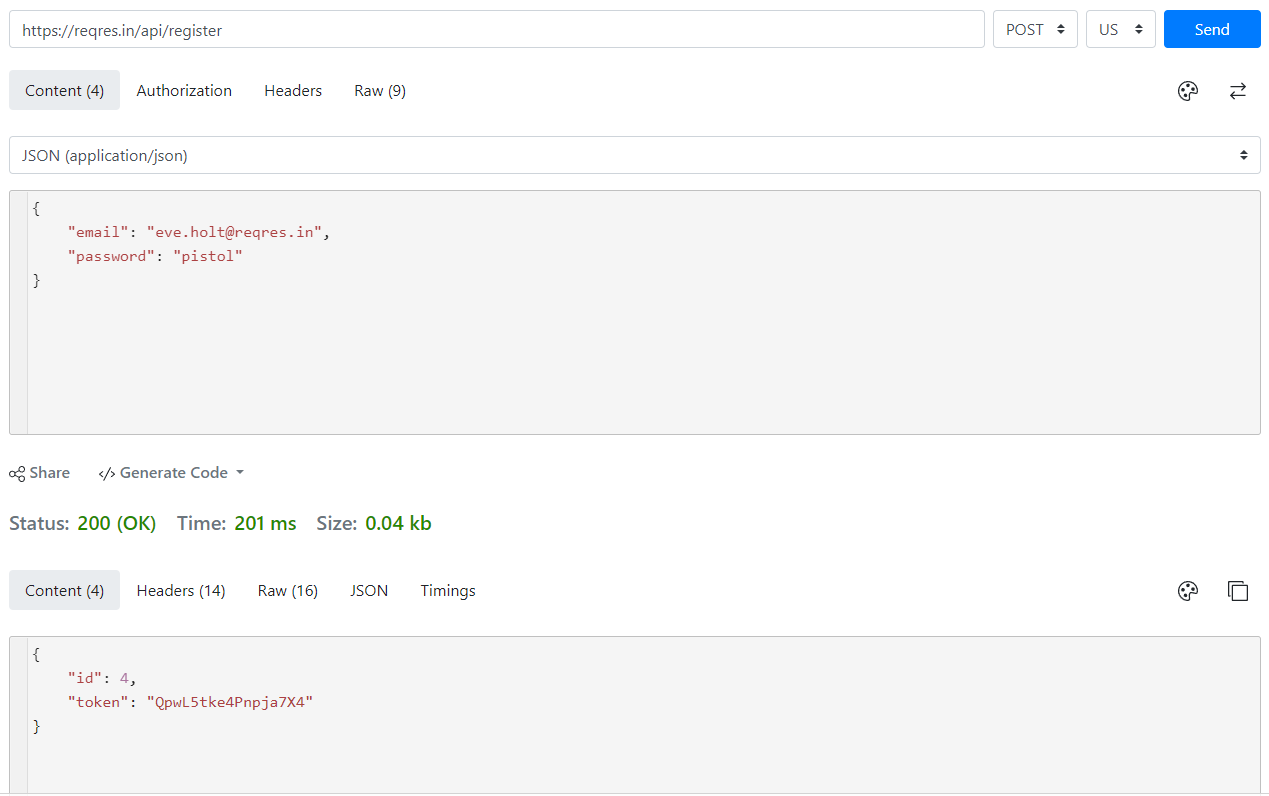 https://reqres.in/api/register POST US Send
Content (4) Authorization Headers Raw (9)
JSON (application/json)
{
"email": "eve.holt@reqres.in",
"password": "pistol"
}
Share </> Generate Code
Status: 200 (OK) Time: 201 ms Size: 0.04 kb
Content (4) Headers (14) Raw (16) JSON Timings
{
"id": 4,
"token": "QpwL5tke4Pnpja7X4"
}